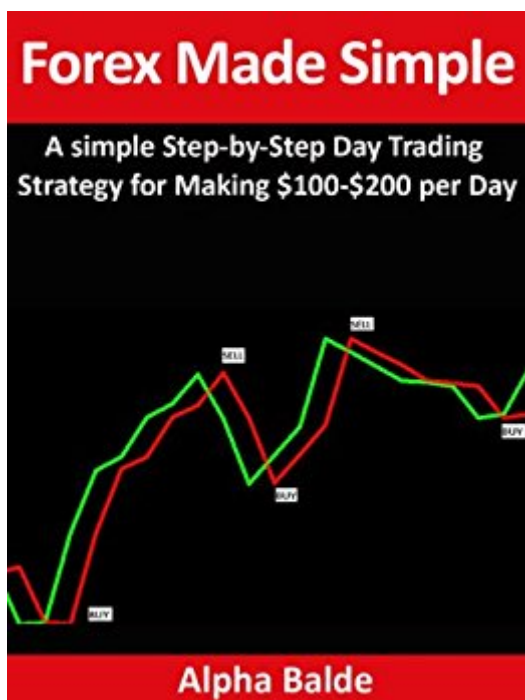 Forex Made Simple
A simple Step-by-Step Day Trading
Strategy for Making $100-$200 per Day
SELL
SELL
BUY
BUY
BUY
Alpha Balde